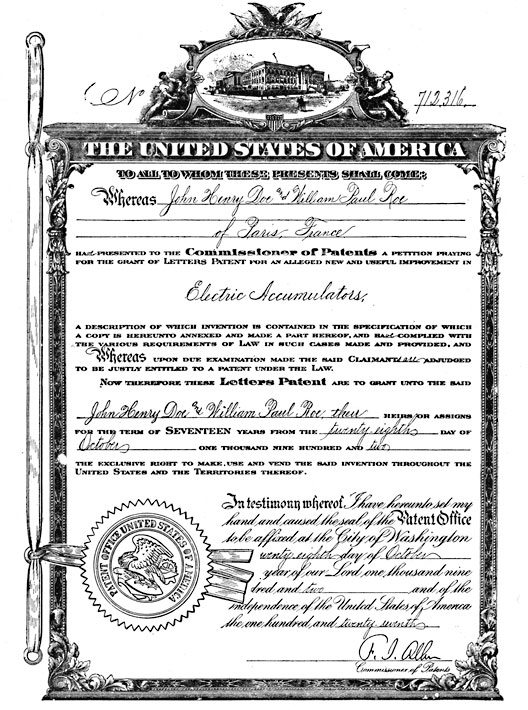 No 712,316.
THE UNITED STATES OF AMERICA
TO ALL TO WHOM THESE PRESENTS SHALL COME:
Whereas John Henry Doe and William Paul Roe
of Paris, France
HAVE PRESENTED TO THE Commissioner of Patents A PETITION PRAYING
FOR THE GRANT OF LETTERS PATENT FOR AN ALLEGED NEW AND USEFUL IMPROVEMENT IN
Electric Accumulators,
A DESCRIPTION OF WHICH INVENTION IS CONTAINED IN THE SPECIFICATION OF WHICH
A COPY IS HEREUNTO ANNEXED AND MADE A PART HEREOF, AND HAVE COMPLIED WITH
THE VARIOUS REQUIREMENTS OF LAW IN SUCH CASES MADE AND PROVIDED, AND
Whereas UPON DUE EXAMINATION MADE THE SAID CLAIMANTS are ADJUDGED
TO BE JUSTLY ENTITLED TO A PATENT UNDER THE LAW.
NOW THEREFORE THESE Letters Patent ARE TO GRANT UNTO THE SAID
John Henry Doe and William Paul Roe, their HEIRS OR ASSIGNS
FOR THE TERM OF SEVENTEEN YEARS FROM THE twenty eighth DAY OF
October ONE THOUSAND NINE HUNDRED AND two
THE EXCLUSIVE RIGHT TO MAKE, USE AND VEND THE SAID INVENTION THROUGHOUT THE
UNITED STATES AND THE TERRITORIES THEREOF.
In testimony whereof, I have hereunto set my
hand, and caused the seal of the Patent Office
to be affixed, at the City of Washington
wenty eighth day of October
year of our Lord, one thousand nine
dred and two and of the
independence of the United States of America
the one hundred, and twenty seventh.
PATENT OFFICE UNITED STATES OF AMERICA
F. I. Allen
Commissioner of Patents